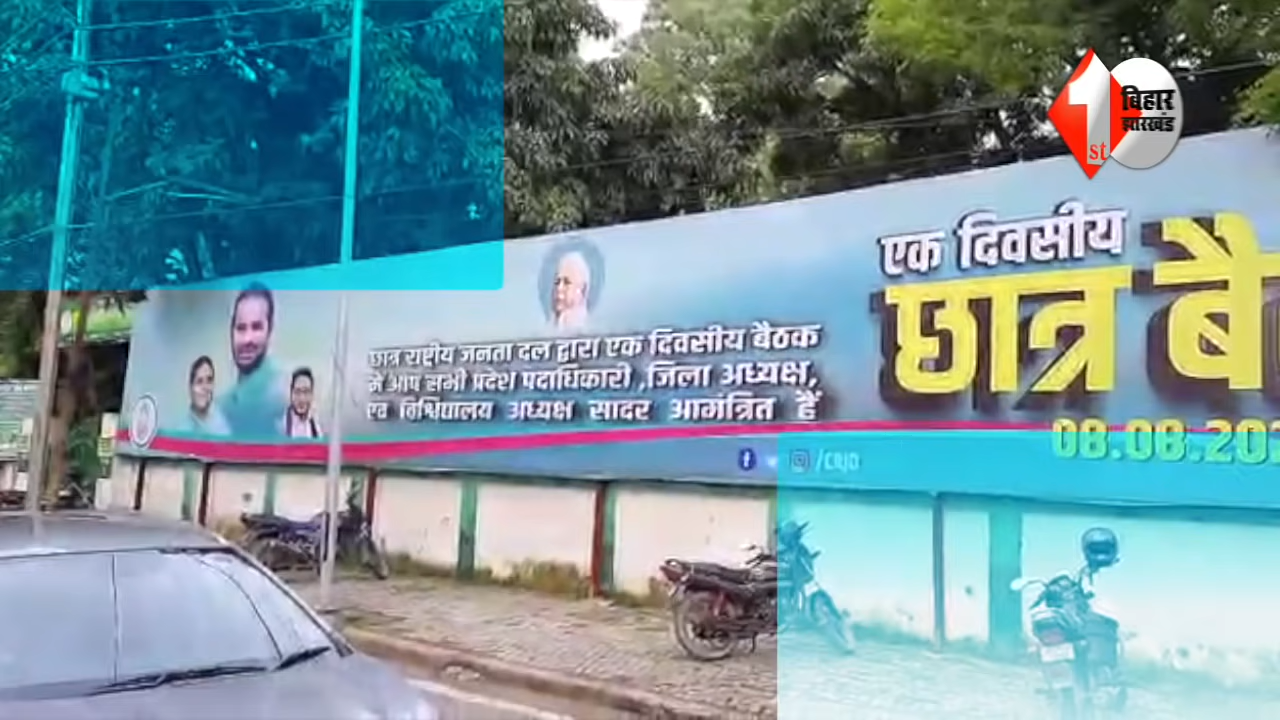 1st
बिहार
झारखंड
एक दिवसीय
छात्र
08.08.20
छात्र राष्ट्रीय जनता दल द्वारा एक दिवसीय बैठक
में आप सभी प्रदेश पदाधिकारी ,जिला अध्यक्ष,
एवं विश्विद्यालय अध्यक्ष सादर आमंत्रित हैं
/CRJD